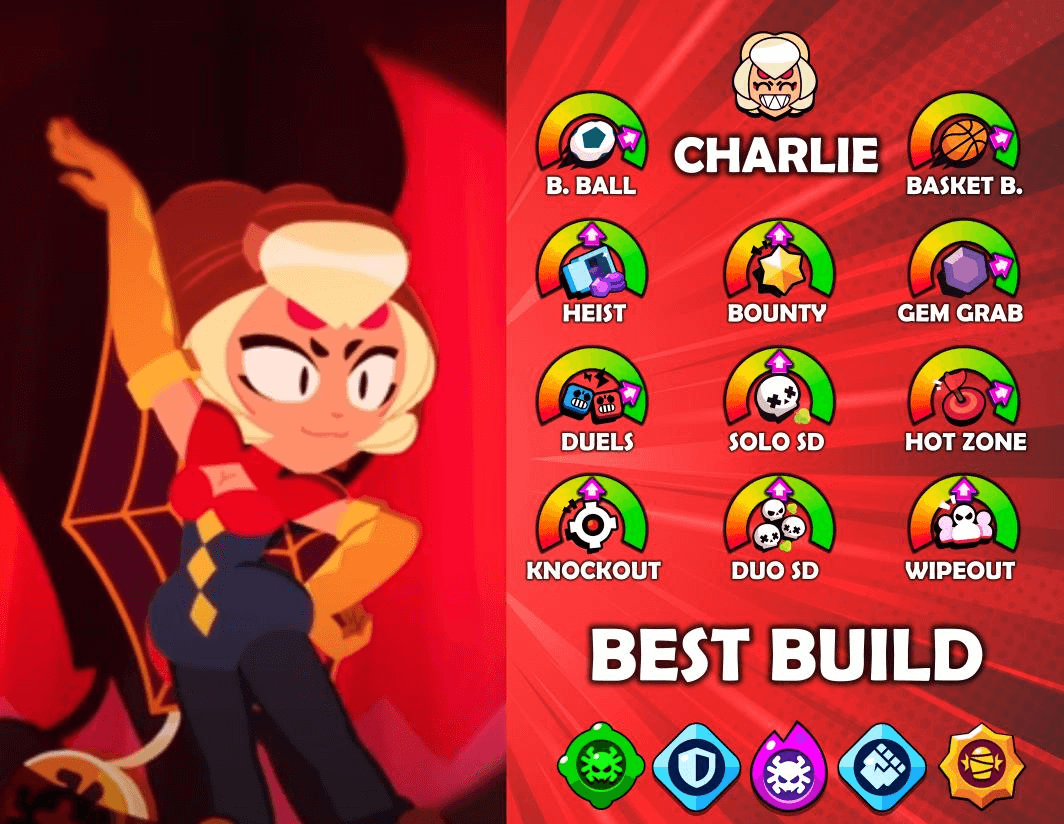 CHARLIE
B. BALL
BASKET B.
HEIST
BOUNTY
GEM GRAB
DUELS
SOLO SD
HOT ZONE
KNOCKOUT
DUO SD
WIPEOUT
BEST BUILD